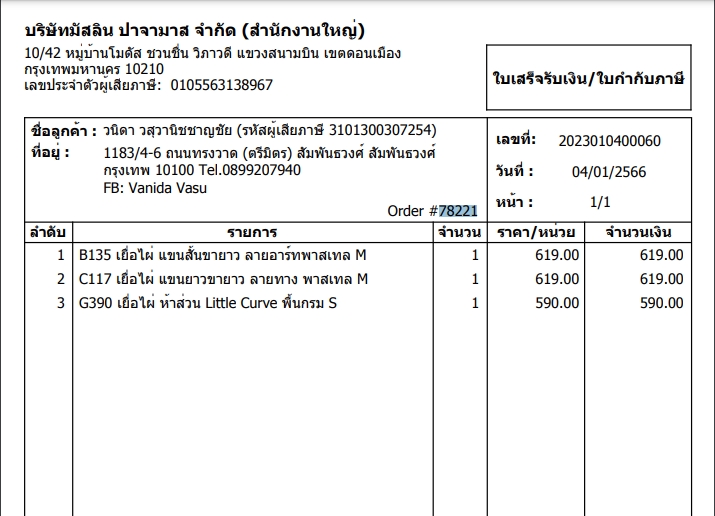 บริษัทมัสลิน ปาจามาส จำกัด (สำนักงานใหญ่)
10/42 หมู่บ้านโมดัส ชวนชื่น วิภาวดี แขวงสนามบิน เขตดอนเมือง
กรุงเทพมหานคร 10210
เลขประจำตัวผู้เสียภาษี: 0105563138967
ใบเสร็จรับเงิน/ใบกำกับภาษี
ชื่อลูกค้า : วนิดา วสุวานิชชาญชัย (รหัสผู้เสียภาษี 3101300307254)
ที่อยู่ : 1183/4-6 ถนนทรงวาด (ตรีมิตร) สัมพันธวงศ์ สัมพันธวงศ์
กรุงเทพ 10100 Tel.0899207940
FB: Vanida Vasu
Order #78221
เลขที่: 2023010400060
วันที่ : 04/01/2566
หน้า : 1/1
ลำดับ รายการ จำนวน ราคา/หน่วย จำนวนเงิน
1 B135 เยื่อไผ่ แขนสั้นขายาว ลายอาร์ทพาสเทล M 1 619.00 619.00
2 C117 เยื่อไผ่ แขนยาวขายาว ลายทาง พาสเทล M 1 619.00 619.00
3 G390 เยื่อไผ่ ห้าส่วน Little Curve พื้นกรม S 1 590.00 590.00